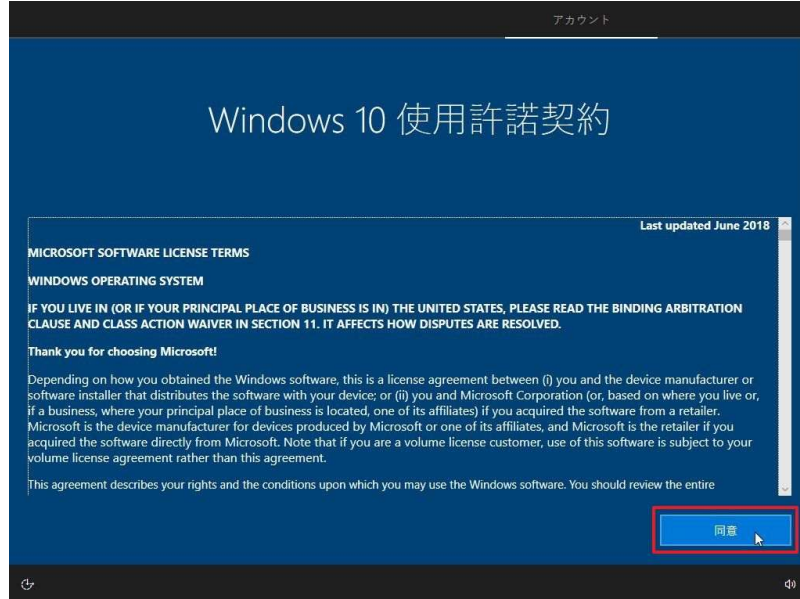 アカウント
Windows 10 使用許諾契約
Last updated June 2018
MICROSOFT SOFTWARE LICENSE TERMS
WINDOWS OPERATING SYSTEM
IF YOU LIVE IN (OR IF YOUR PRINCIPAL PLACE OF BUSINESS IS IN) THE UNITED STATES, PLEASE READ THE BINDING ARBITRATION
CLAUSE AND CLASS ACTION WAIVER IN SECTION 11. IT AFFECTS HOW DISPUTES ARE RESOLVED.
Thank you for choosing Microsoft!
Depending on how you obtained the Windows software, this is a license agreement between (i) you and the device manufacturer or
software installer that distributes the software with your device; or (ii) you and Microsoft Corporation (or, based on where you live or,
if a business, where your principal place of business is located, one of its affiliates) if you acquired the software from a retailer.
Microsoft is the device manufacturer for devices produced by Microsoft or one of its affiliates, and Microsoft is the retailer if you
acquired the software directly from Microsoft. Note that if you are a volume license customer, use of this software is subject to your
volume license agreement rather than this agreement.
This agreement describes your rights and the conditions upon which you may use the Windows software. You should review the entire
同意